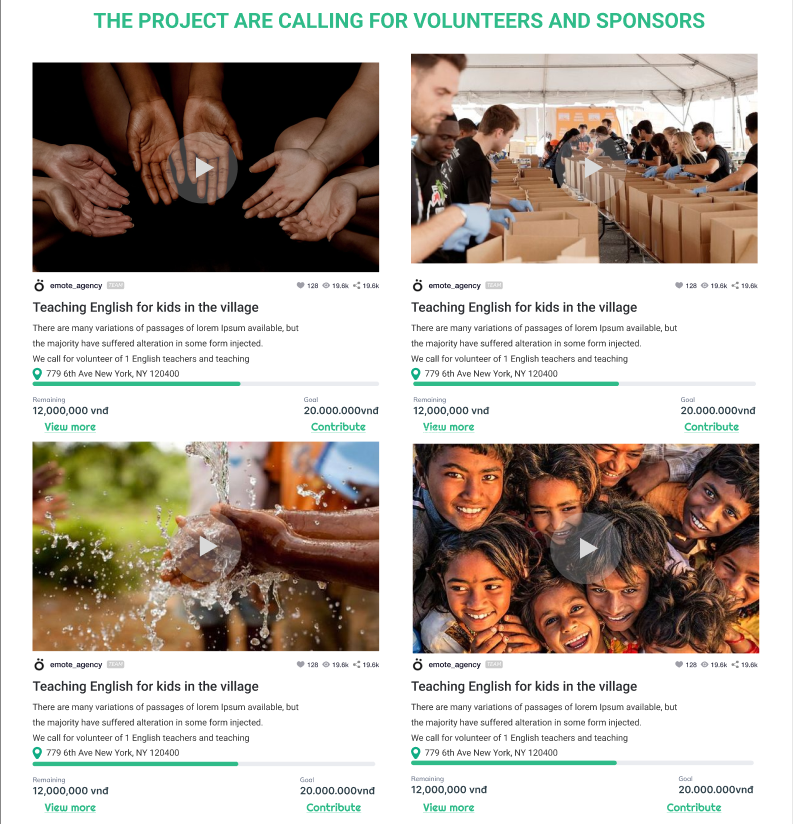 THE PROJECT ARE CALLING FOR VOLUNTEERS AND SPONSORS
emote_agency TEAM 128 19.6k 19.6k
Teaching English for kids in the village
There are many variations of passages of lorem Ipsum available, but
the majority have suffered alteration in some form injected.
We call for volunteer of 1 English teachers and teaching
779 6th Ave New York, NY 120400
Remaining Goal
12,000,000 vnđ 20.000.000vnđ
View more Contribute
emote_agency TEAM 128 19.6k 19.6k
Teaching English for kids in the village
There are many variations of passages of lorem Ipsum available, but
the majority have suffered alteration in some form injected.
We call for volunteer of 1 English teachers and teaching
779 6th Ave New York, NY 120400
Remaining Goal
12,000,000 vnđ 20.000.000vnđ
View more Contribute
emote_agency TEAM 128 19.6k 19.6k
Teaching English for kids in the village
There are many variations of passages of lorem Ipsum available, but
the majority have suffered alteration in some form injected.
We call for volunteer of 1 English teachers and teaching
779 6th Ave New York, NY 120400
Remaining Goal
12,000,000 vnđ 20.000.000vnđ
View more Contribute
emote_agency TEAM 128 19.6k 19.6k
Teaching English for kids in the village
There are many variations of passages of lorem Ipsum available, but
the majority have suffered alteration in some form injected.
We call for volunteer of 1 English teachers and teaching
779 6th Ave New York, NY 120400
Remaining Goal
12,000,000 vnđ 20.000.000vnđ
View more Contribute